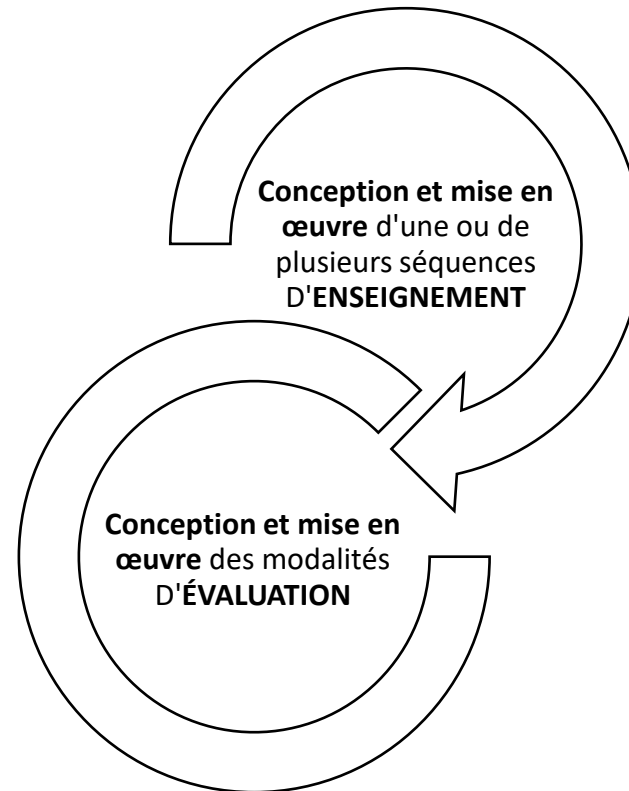 Conception et mise en
œuvre d'une ou de
plusieurs séquences
D'ENSEIGNEMENT
Conception et mise en
œuvre des modalités
D'ÉVALUATION